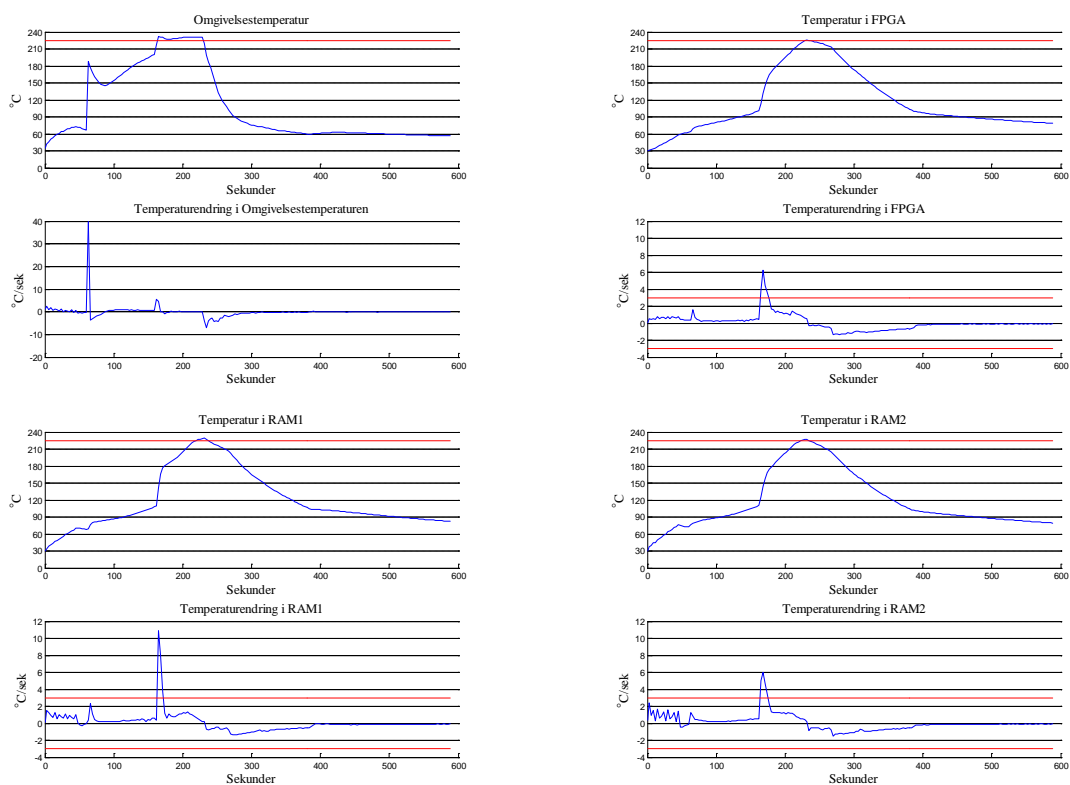 Omgivelsestemperatur
240
210
180
150
120
90
60
30
0
°C
0 100 200 300 400 500 600
Sekunder
Temperatur i FPGA
240
210
180
150
120
90
60
30
0
°C
0 100 200 300 400 500 600
Sekunder
Temperaturendring i Omgivelsestemperaturen
40
30
20
10
0
-10
-20
°C/sek
0 100 200 300 400 500 600
Sekunder
Temperaturendring i FPGA
12
10
8
6
4
2
0
-2
-4
°C/sek
0 100 200 300 400 500 600
Sekunder
Temperatur i RAM1
240
210
180
150
120
90
60
30
0
°C
0 100 200 300 400 500 600
Sekunder
Temperatur i RAM2
240
210
180
150
120
90
60
30
0
°C
0 100 200 300 400 500 600
Sekunder
Temperaturendring i RAM1
12
10
8
6
4
2
0
-2
-4
°C/sek
0 100 200 300 400 500 600
Sekunder
Temperaturendring i RAM2
12
10
8
6
4
2
0
-2
-4
°C/sek
0 100 200 300 400 500 600
Sekunder